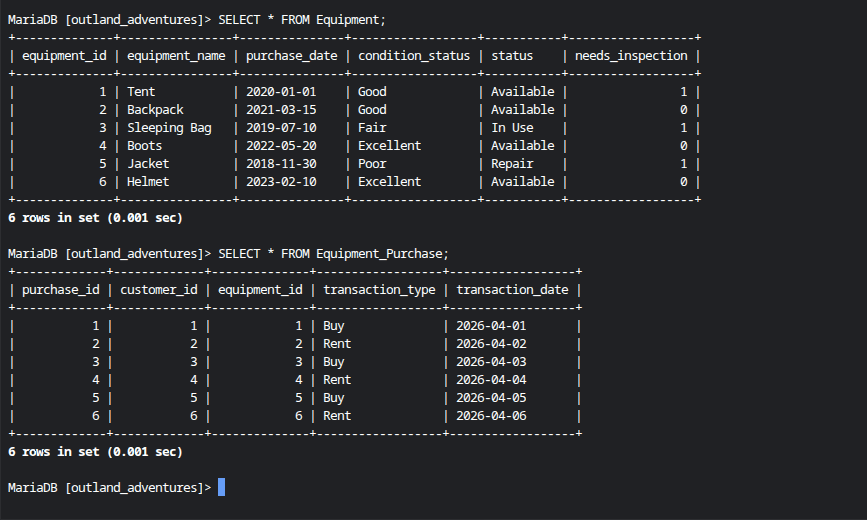 MariaDB [outland_adventures]> SELECT * FROM Equipment;
+--------------+----------------+---------------+------------------+-----------+------------------+
| equipment_id | equipment_name | purchase_date | condition_status | status    | needs_inspection |
+--------------+----------------+---------------+------------------+-----------+------------------+
|            1 | Tent           | 2020-01-01    | Good             | Available |                1 |
|            2 | Backpack       | 2021-03-15    | Good             | Available |                0 |
|            3 | Sleeping Bag   | 2019-07-10    | Fair             | In Use    |                1 |
|            4 | Boots          | 2022-05-20    | Excellent        | Available |                0 |
|            5 | Jacket         | 2018-11-30    | Poor             | Repair    |                1 |
|            6 | Helmet         | 2023-02-10    | Excellent        | Available |                0 |
+--------------+----------------+---------------+------------------+-----------+------------------+
6 rows in set (0.001 sec)
MariaDB [outland_adventures]> SELECT * FROM Equipment_Purchase;
+-------------+-------------+--------------+------------------+------------------+
| purchase_id | customer_id | equipment_id | transaction_type | transaction_date |
+-------------+-------------+--------------+------------------+------------------+
|           1 |           1 |            1 | Buy              | 2026-04-01       |
|           2 |           2 |            2 | Rent             | 2026-04-02       |
|           3 |           3 |            3 | Buy              | 2026-04-03       |
|           4 |           4 |            4 | Rent             | 2026-04-04       |
|           5 |           5 |            5 | Buy              | 2026-04-05       |
|           6 |           6 |            6 | Rent             | 2026-04-06       |
+-------------+-------------+--------------+------------------+------------------+
6 rows in set (0.001 sec)
MariaDB [outland_adventures]>